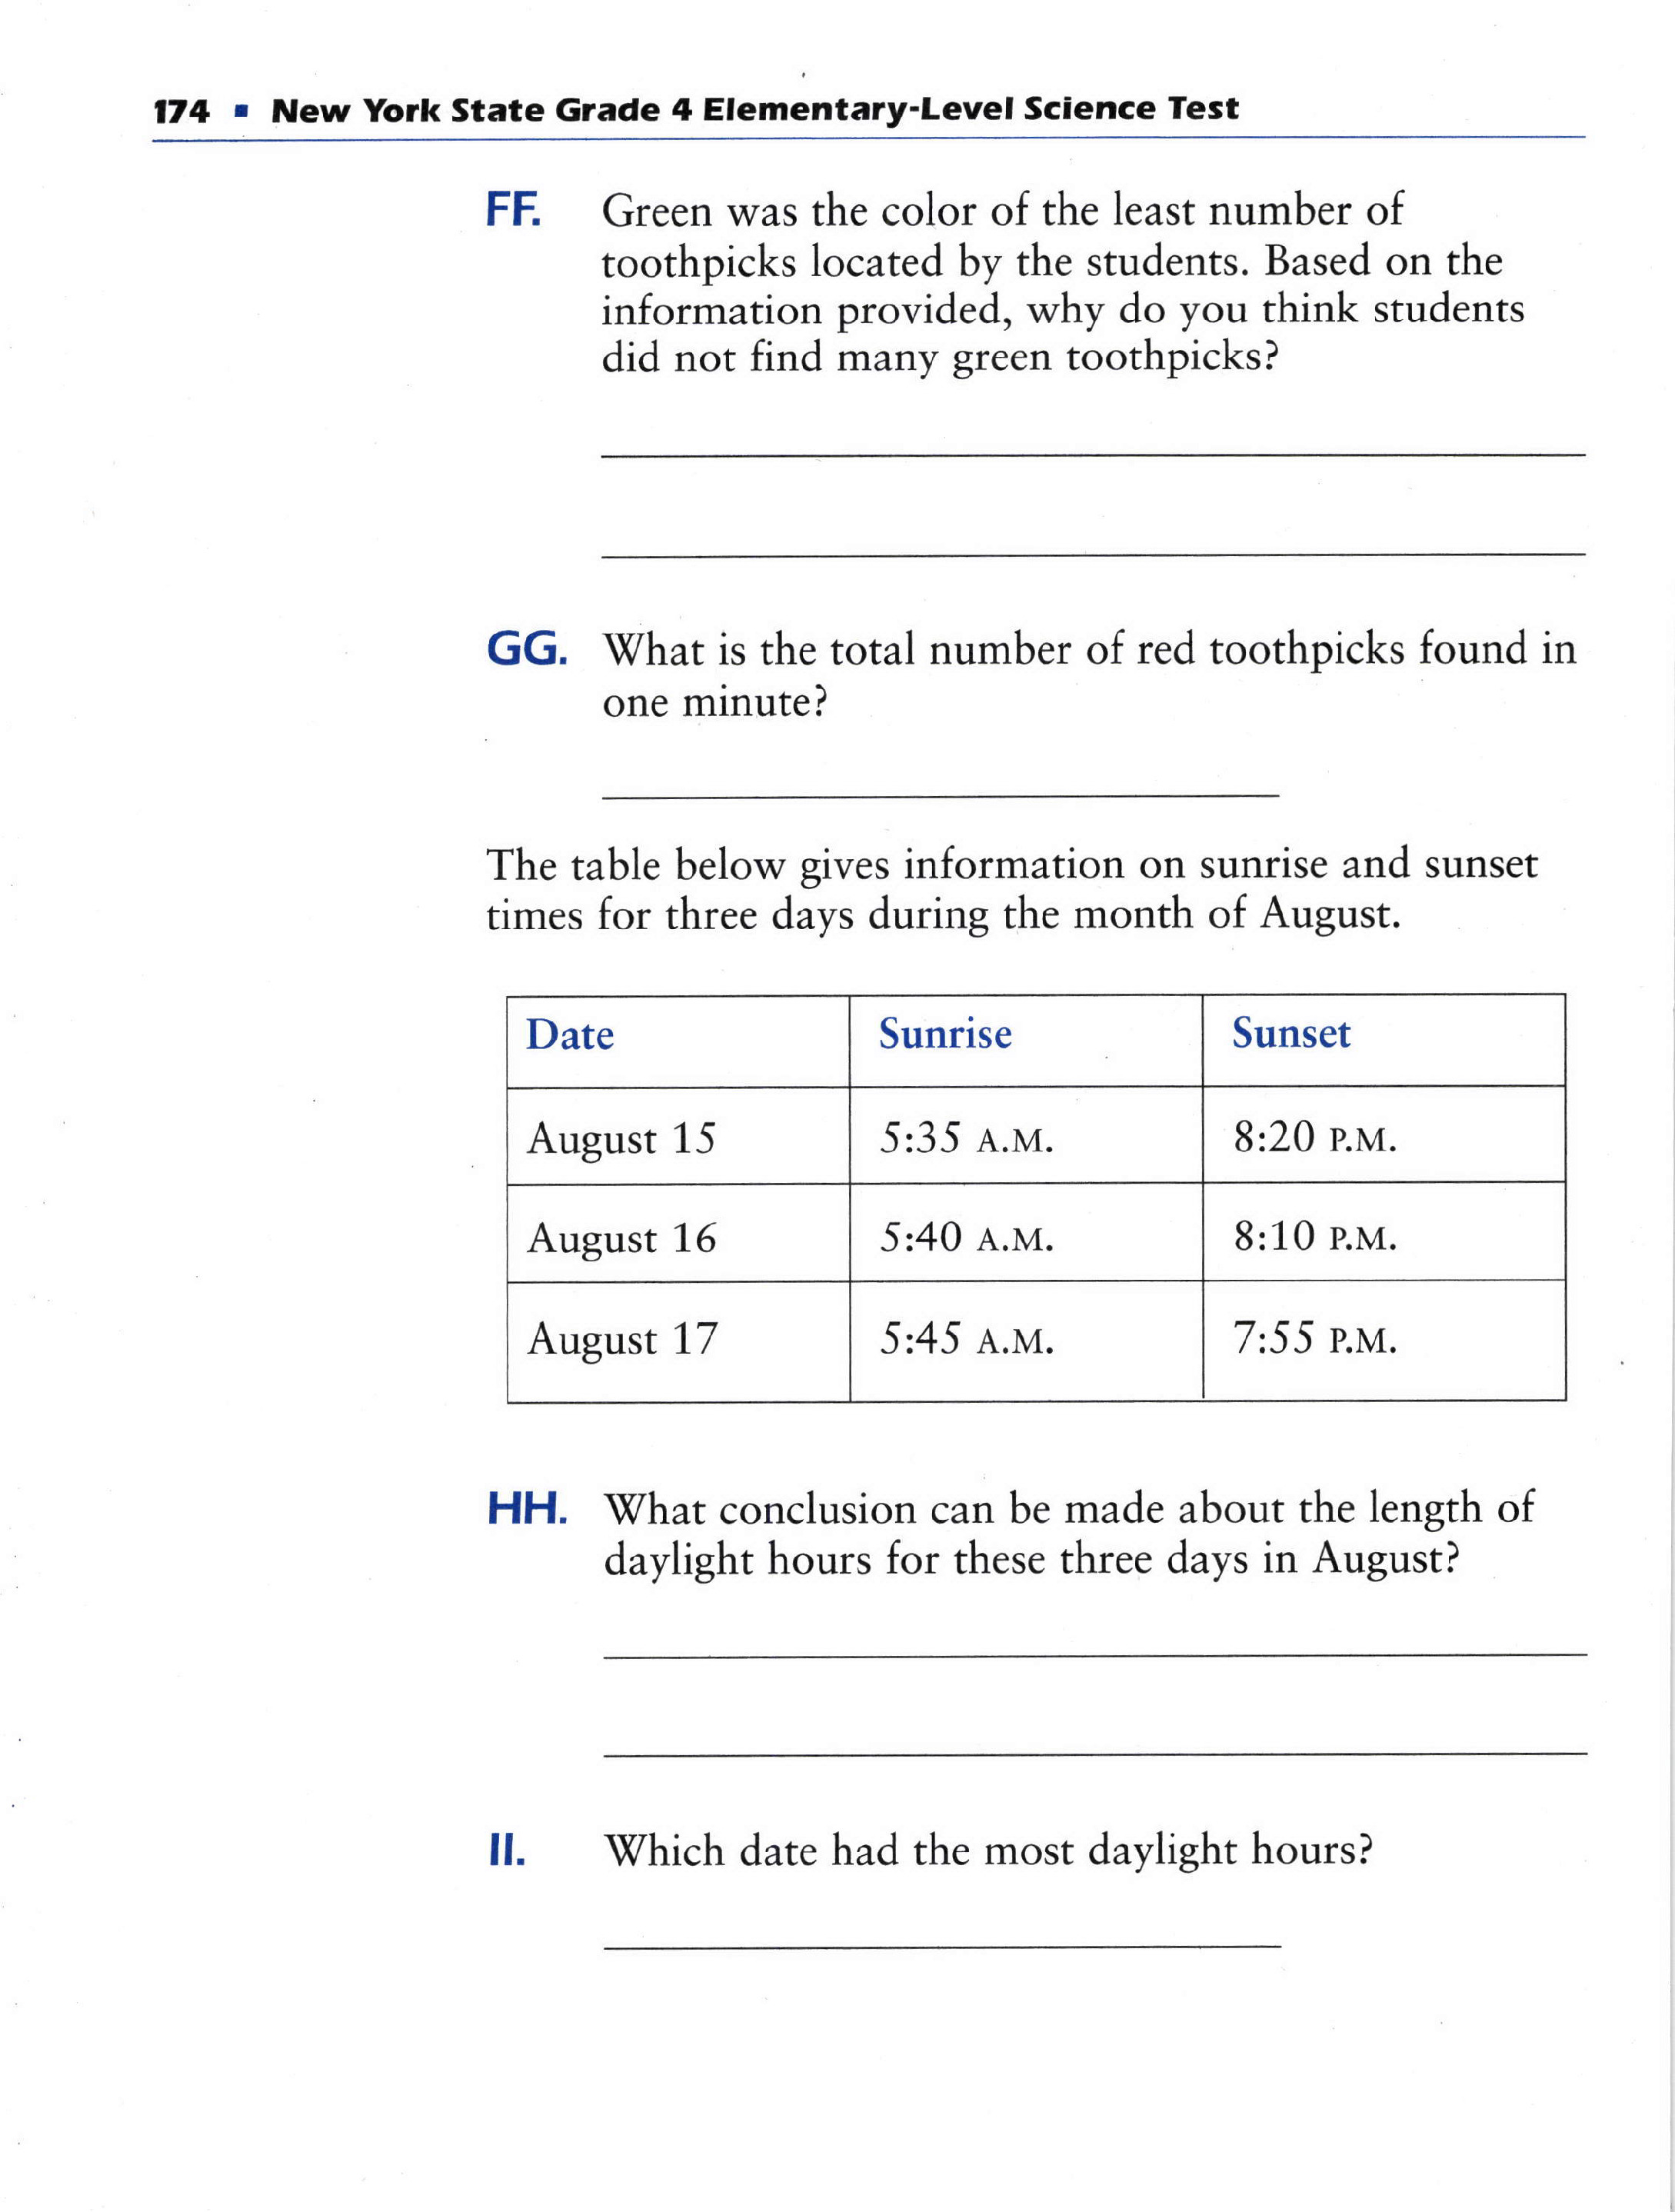 174 ▪ New York State Grade 4 Elementary-Level Science Test
FF. Green was the color of the least number of
toothpicks located by the students. Based on the
information provided, why do you think students
did not find many green toothpicks?
GG. What is the total number of red toothpicks found in
one minute?
The table below gives information on sunrise and sunset
times for three days during the month of August.
Date Sunrise Sunset
August 15 5:35 A.M. 8:20 P.M.
August 16 5:40 A.M. 8:10 P.M.
August 17 5:45 A.M. 7:55 P.M.
HH. What conclusion can be made about the length of
daylight hours for these three days in August?
II. Which date had the most daylight hours?